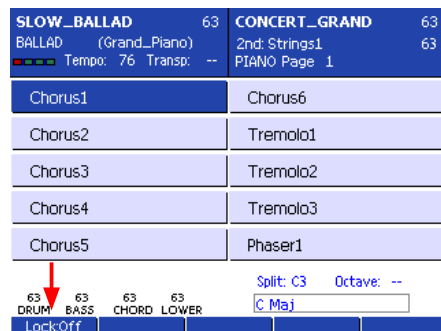 SLOW_BALLAD 63
BALLAD (Grand_Piano)
Tempo: 76 Transp: --
CONCERT_GRAND 63
2nd: Strings1 63
PIANO Page 1
Chorus1
Chorus2
Chorus3
Chorus4
Chorus5
Chorus6
Tremolo1
Tremolo2
Tremolo3
Phaser1
Split: C3 Octave: --
C Maj
63 63 63 63
DRUM BASS CHORD LOWER
Lock:Off